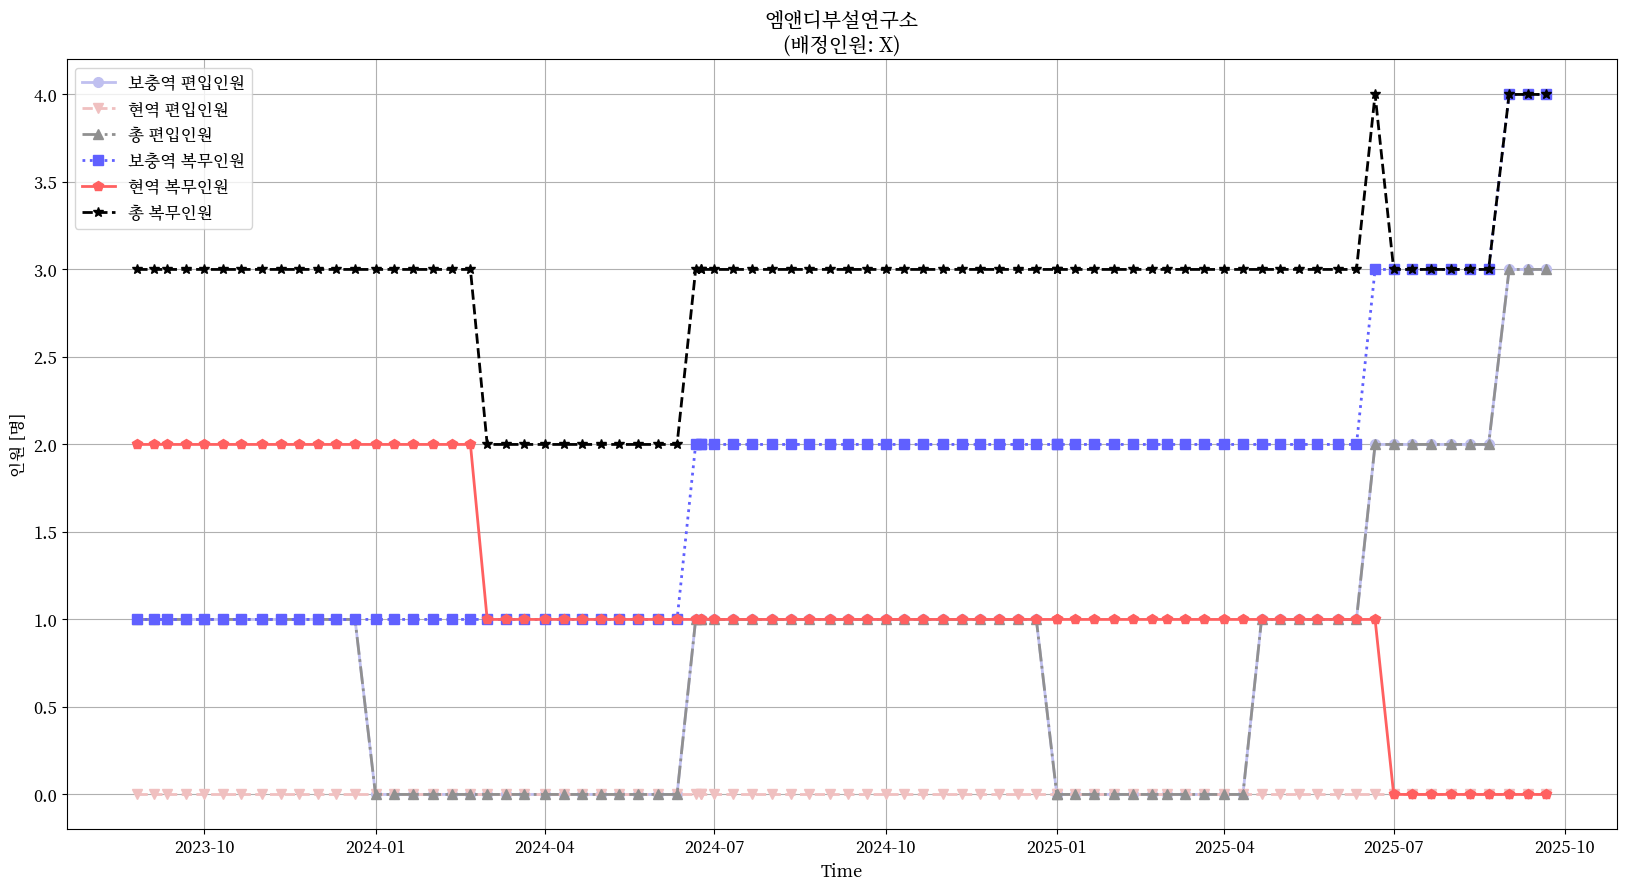 엠앤디부설연구소
(배정인원: X)
보충역 편입인원
현역 편입인원
총 편입인원
보충역 복무인원
현역 복무인원
총 복무인원
4.0
3.5
3.0
2.5
2.0
1.5
1.0
0.5
0.0
인원 [명]
2023-10
2024-01
2024-04
2024-07
2024-10
2025-01
2025-04
2025-07
2025-10
Time